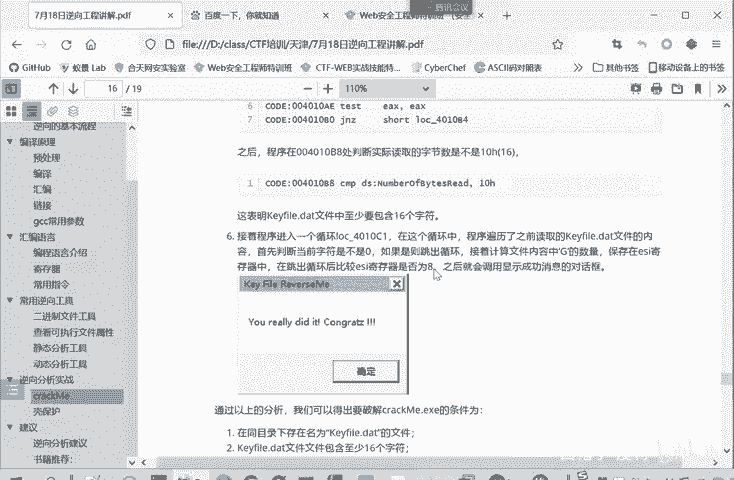 腾讯会议
7月18日逆向工程讲解.pdf
百度一下，你就知道
Web安全工程师特训班
file:///D:/class/CTF培训/天津/7月18日逆向工程讲解.pdf
GitHub
蚁景 Lab
合天网安实验室
Web安全工程师特训班
CTF-WEB实战技能特...
CyberChef
ASCII码对照表
其他书签
移动设备上的书签
16 / 19
110%
逆向的基本流程
编译原理
预处理
编译
汇编
链接
gcc常用参数
汇编语言
编程语言介绍
寄存器
常用指令
常用逆向工具
二进制文件工具
查看可执行文件属性
静态分析工具
动态分析工具
逆向分析实战
crackMe
壳保护
建议
逆向分析建议
书籍推荐：
6 CODE:004010AE test eax, eax
7 CODE:004010B0 jnz short loc_4010B4
之后，程序在004010B8处判断实际读取的字节数是不是10h(16)，
1 CODE:004010B8 cmp ds:NumberOfBytesRead, 10h
这表明Keyfile.dat文件中至少要包含16个字符。
6. 接着程序进入一个循环loc_4010C1，在这个循环中，程序遍历了之前读取的Keyfile.dat文件的内
容，首先判断当前字符是不是0，如果是则跳出循环，接着计算文件内容中'G'的数量，保存在esi寄
存器中，在跳出循环后比较esi寄存器是否为8，之后就会调用显示成功消息的对话框。
Key File ReverseMe
You really did it! Congratz !!!
确定
通过以上的分析，我们可以得出要破解crackMe.exe的条件为：
1. 在同目录下存在名为"Keyfile.dat"的文件；
2. Keyfile.dat文件文件包含至少16个字符；